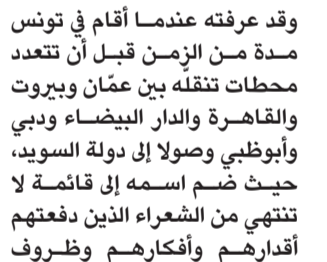 وقد عرفته عندما أقام في تونس
مدة من الزمن قبل أن تتعدد
محطات تنقلّه بين عمّان وبيروت
والقاهرة والدار البيضاء ودبي
وأبوظبي وصولا إلى دولة السويد،
حيث ضم اسمه إلى قائمة لا
تنتهي من الشعراء الذين دفعتهم
أقدارهم وأفكارهم وظروف